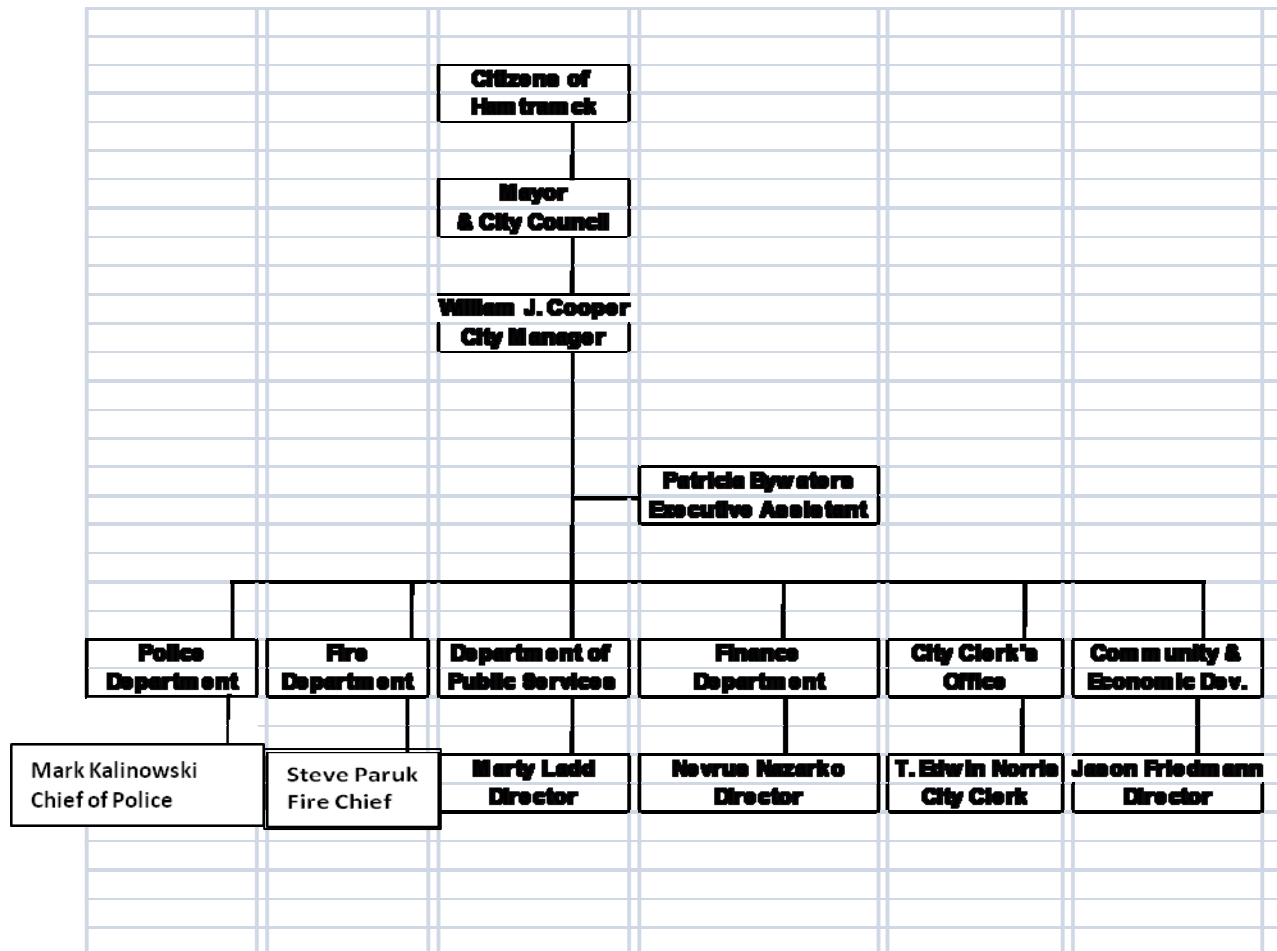 Citizens of
Hamtramck
Mayor
& City Council
William J. Cooper
City Manager
Patricia Bywaters
Executive Assistant
Police
Department
Fire
Department
Department of
Public Services
Finance
Department
City Clerk's
Office
Community &
Economic Dev.
Mark Kalinowski
Chief of Police
Steve Paruk
Fire Chief
Marty Ladd
Director
Nevrus Nazarko
Director
T. Edwin Norris
City Clerk
Jason Friedmann
Director